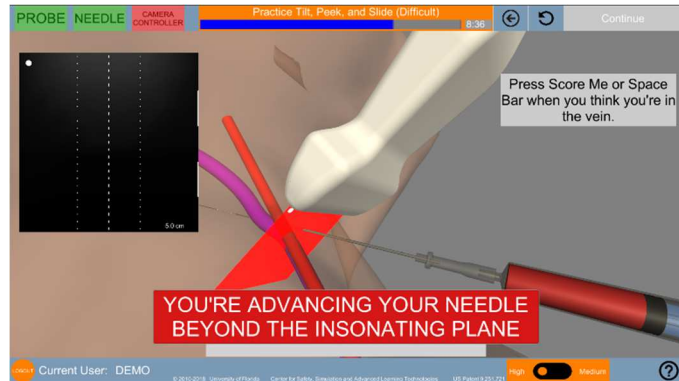 PROBE NEEDLE CAMERA CONTROLLER
Practice Tilt, Peek, and Slide (Difficult)
8:36
Continue
Press Score Me or Space
Bar when you think you're in
the vein.
5.0 cm
YOU'RE ADVANCING YOUR NEEDLE
BEYOND THE INSONATING PLANE
LOGOUT Current User: DEMO
© 2010-2018 University of Florida Center for Safety, Simulation and Advanced Learning Technologies US Patent 9,251,721
High Medium